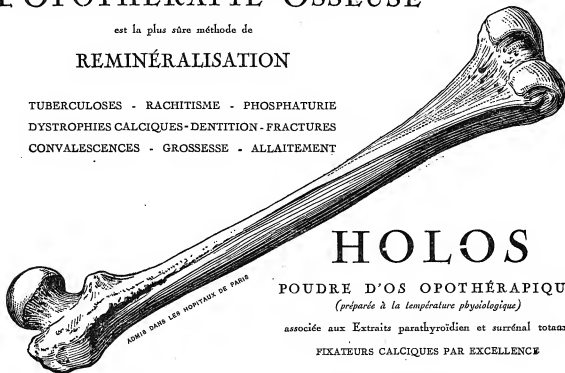 OPOTHÉRAPIE OSSEUSE
est la plus sûre méthode de
REMINÉRALISATION
TUBERCULOSES - RACHITISME - PHOSPHATURIE
DYSTROPHIES CALCIQUES - DENTITION - FRACTURES
CONVALESCENCES - GROSSESSE - ALLAITEMENT
ADMIS DANS LES HOPITAUX DE PARIS
HOLOS
POUDRE D'OS OPOTHÉRAPIQU
(préparée à la température physiologique)
associée aux Extraits parathyroïdien et surrénal totau
FIXATEURS CALCIQUES PAR EXCELLENCE